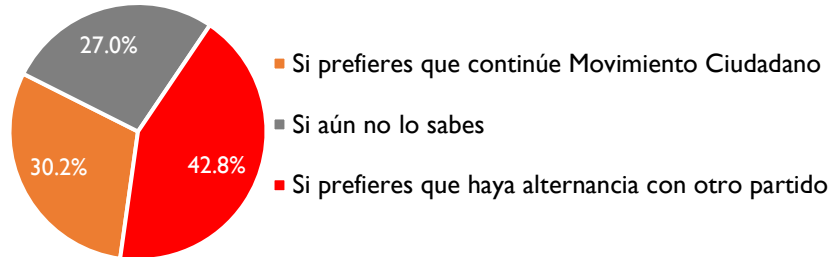 27.0%
30.2%
42.8%
Si prefieres que continúe Movimiento Ciudadano
Si aún no lo sabes
Si prefieres que haya alternancia con otro partido